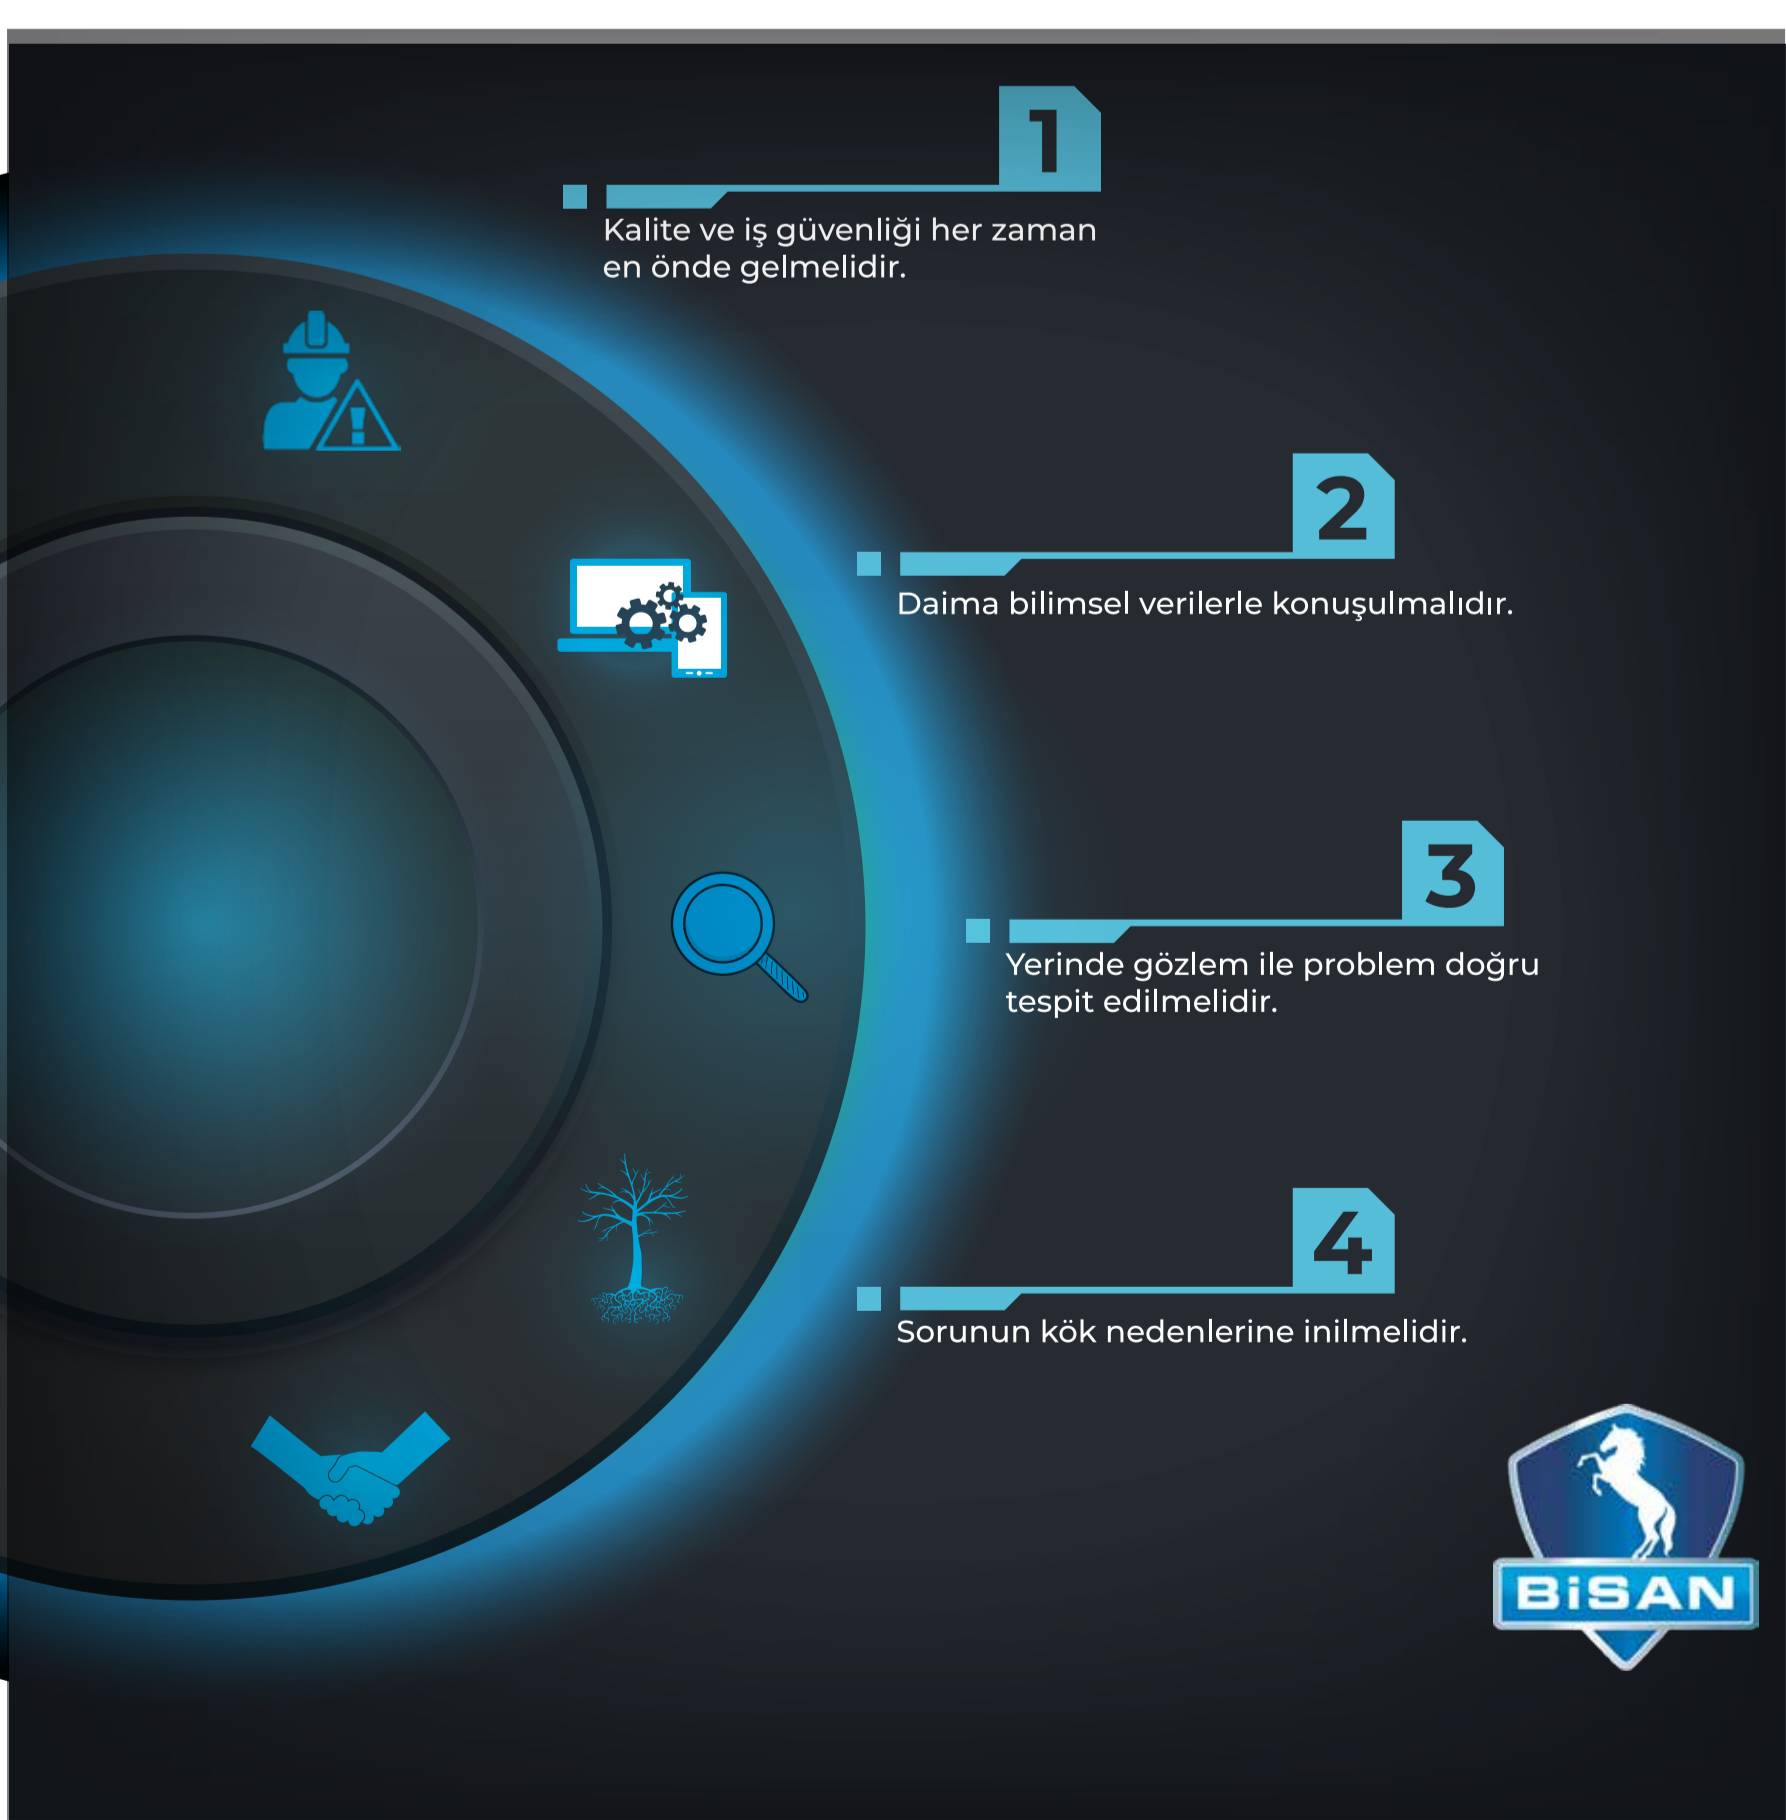 1
Kalite ve iş güvenliği her zaman
en önde gelmelidir.
2
Daima bilimsel verilerle konuşulmalıdır.
3
Yerinde gözlem ile problem doğru
tespit edilmelidir.
4
Sorunun kök nedenlerine inilmelidir.
BiSAN